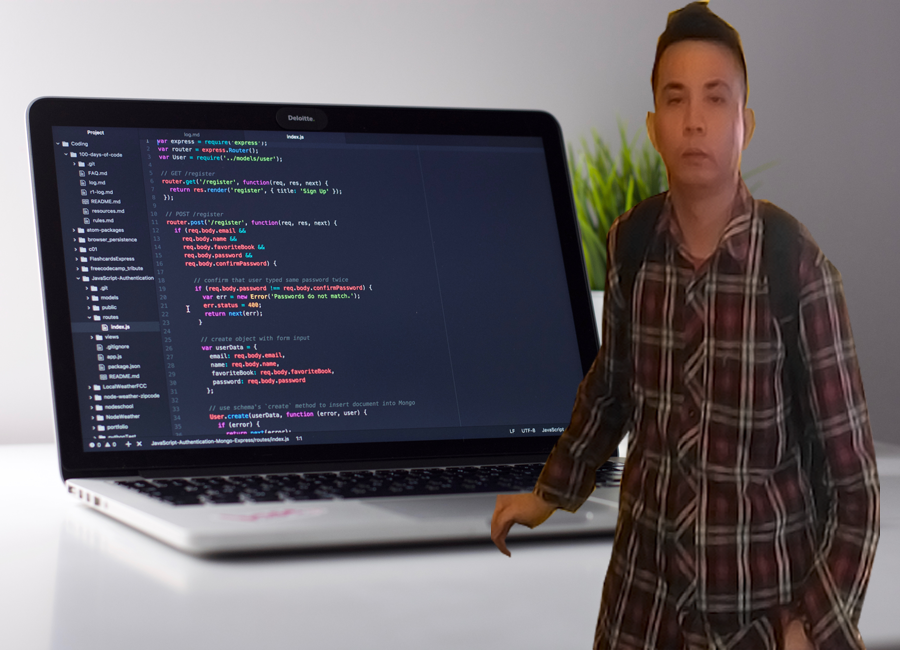 Deloitte.
Project
log.md
index.js
Coding
100-days-of-code
.git
FAQ.md
log.md
r1-log.md
README.md
resources.md
rules.md
atom-packages
browser_persistence
c01
FlashcardsExpress
freecodecamp_tribute
JavaScript-Authentication
.git
models
public
routes
index.js
views
.gitignore
app.js
package.json
README.md
LocalWeatherFCC
node-weather-zipcode
nodeschool
NodeWeather
portfolio
1 var express = require('express');
2 var router = express.Router();
3 var User = require('../models/user');
4
5 // GET /register
6 router.get('/register', function(req, res, next) {
7 return res.render('register', { title: 'Sign Up' });
8 });
9
10 // POST /register
11 router.post('/register', function(req, res, next) {
12 if (req.body.email &&
13 req.body.name &&
14 req.body.favoriteBook &&
15 req.body.password &&
16 req.body.confirmPassword) {
17
18 // confirm that user typed same password twice
19 if (req.body.password !== req.body.confirmPassword) {
20 var err = new Error('Passwords do not match.');
21 err.status = 400;
22 return next(err);
23 }
24
25 // create object with form input
26 var userData = {
27 email: req.body.email,
28 name: req.body.name,
29 favoriteBook: req.body.favoriteBook,
30 password: req.body.password
31 };
32
33 // use schema's `create` method to insert document into Mongo
34 User.create(userData, function (error, user) {
35 if (error) {
return next(error);
0 0 JavaScript-Authentication-Mongo-Express/routes/index.js 1:1
LF UTF-8 JavaScript